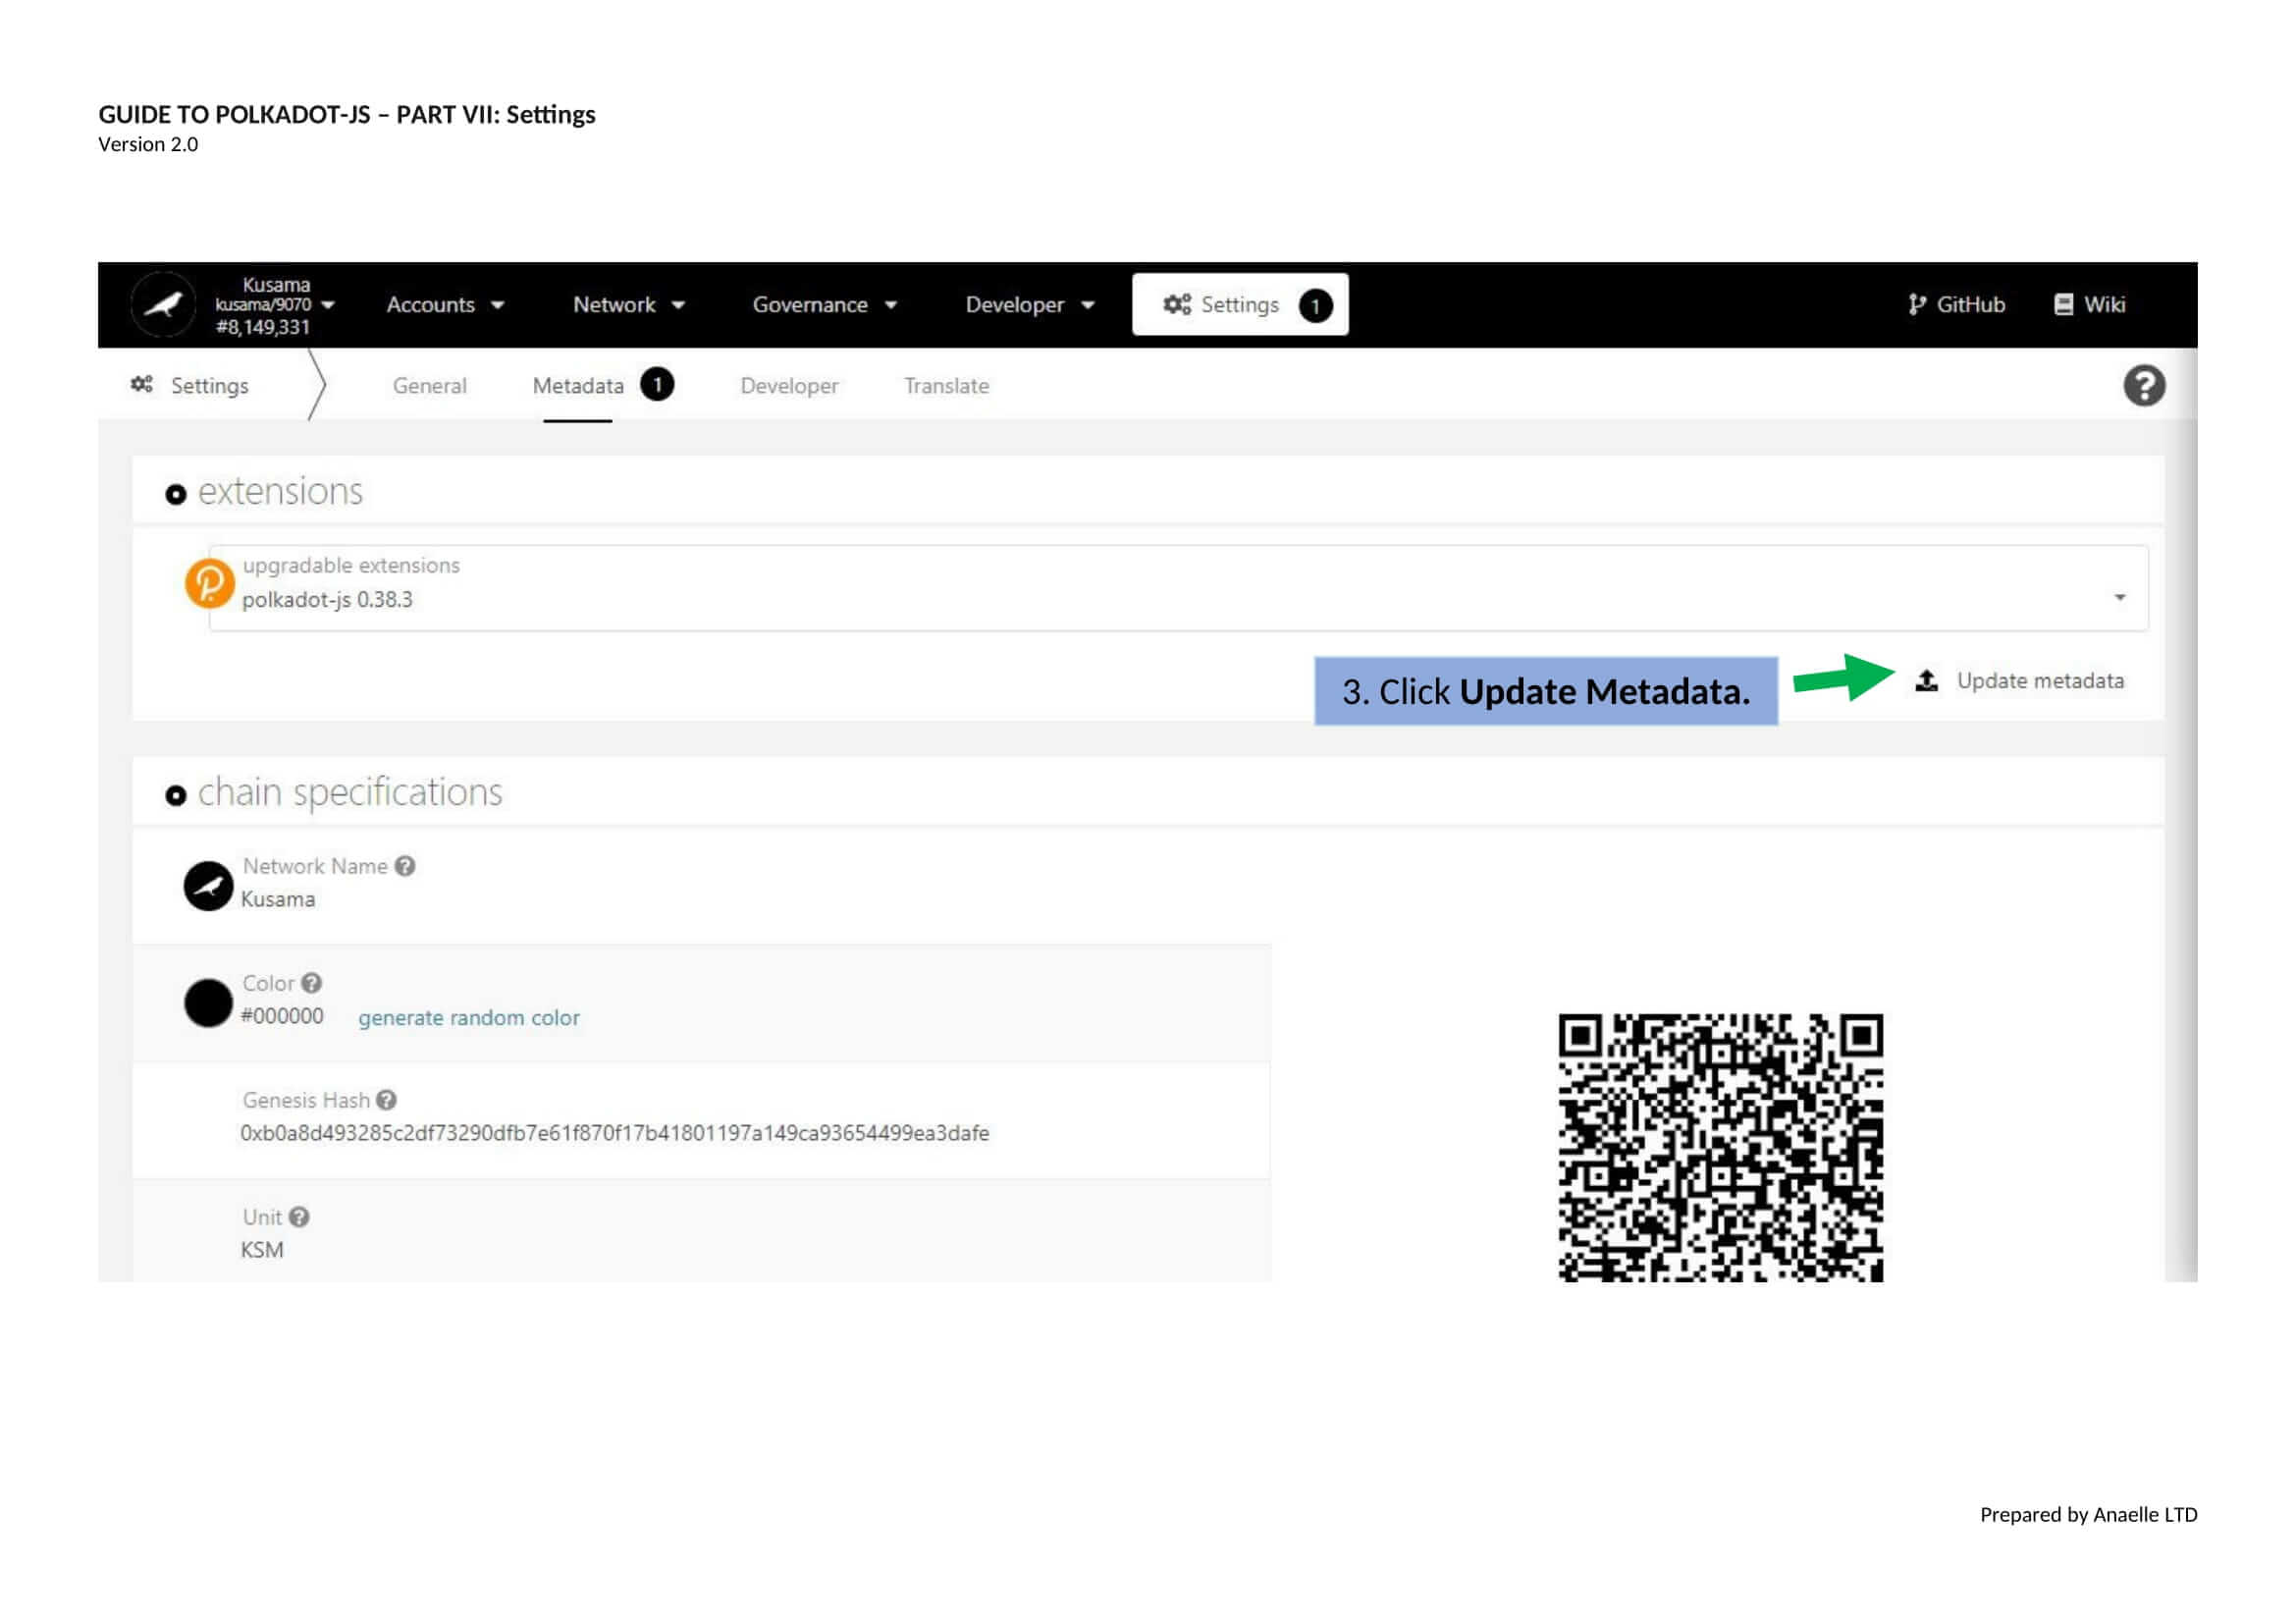 GUIDE TO POLKADOT-JS – PART VII: Settings
Version 2.0
Kusama
kusama/9070
#8,149,331
Accounts
Network
Governance
Developer
Settings 1
GitHub
Wiki
Settings
General
Metadata 1
Developer
Translate
extensions
upgradable extensions
polkadot-js 0.38.3
3. Click Update Metadata.
Update metadata
chain specifications
Network Name
Kusama
Color
#000000 generate random color
Genesis Hash
0xb0a8d493285c2df73290dfb7e61f870f17b41801197a149ca93654499ea3dafe
Unit
KSM
Prepared by Anaelle LTD